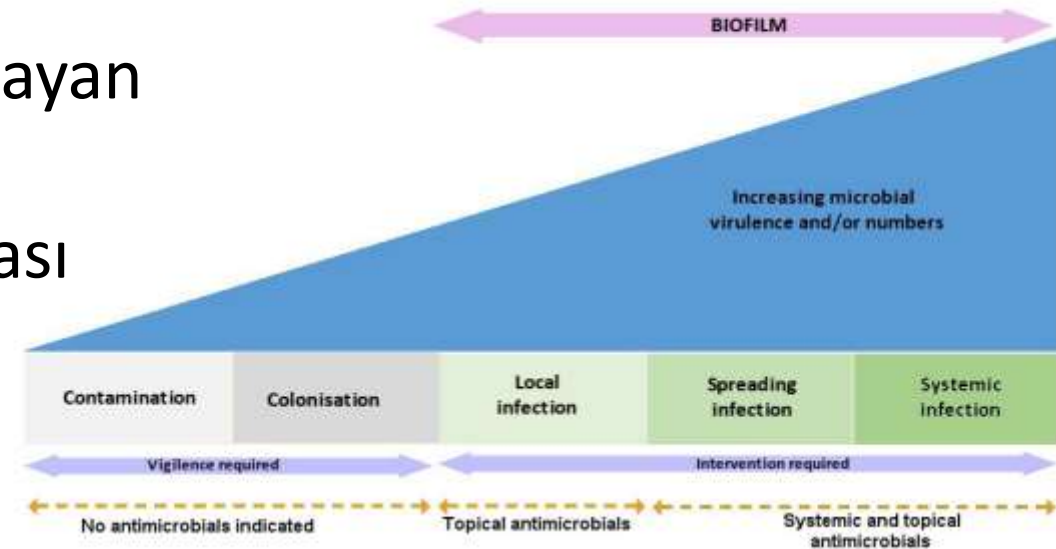 ayan
ası
BIOFILM
Increasing microbial
virulence and/or numbers
Contamination
Colonisation
Local
infection
Spreading
infection
Systemic
infection
Vigilence required
Intervention required
No antimicrobials indicated
Topical antimicrobials
Systemic and topical
antimicrobials